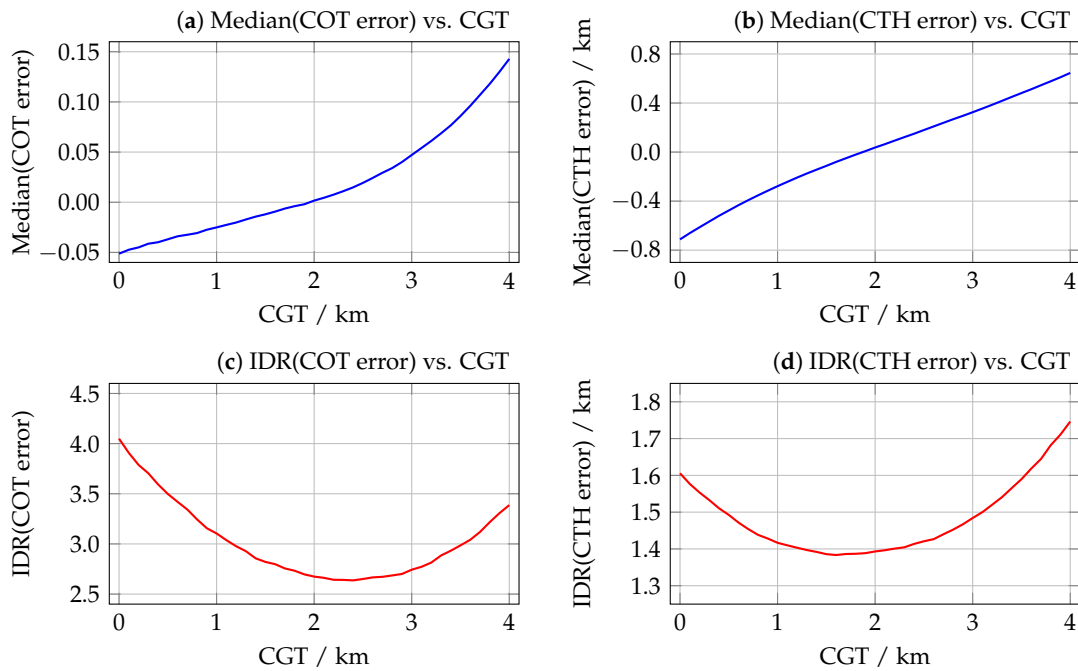 (a) Median(COT error) vs. CGT
Median(COT error)
0.15
0.10
0.05
0.00
−0.05
0 1 2 3 4
CGT / km
(b) Median(CTH error) vs. CGT
Median(CTH error) / km
0.8
0.4
0.0
−0.4
−0.8
0 1 2 3 4
CGT / km
(c) IDR(COT error) vs. CGT
IDR(COT error)
4.5
4.0
3.5
3.0
2.5
0 1 2 3 4
CGT / km
(d) IDR(CTH error) vs. CGT
IDR(CTH error) / km
1.8
1.7
1.6
1.5
1.4
1.3
0 1 2 3 4
CGT / km